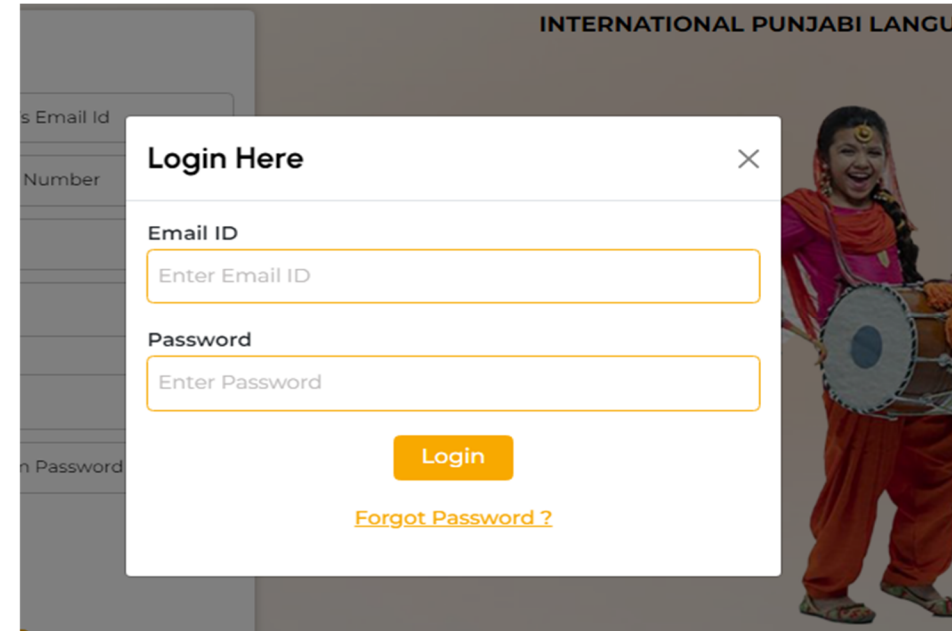 INTERNATIONAL PUNJABI
s Email Id
Number
Password
Login Here
Email ID
Enter Email ID
Password
Enter Password
Login
Forgot Password ?